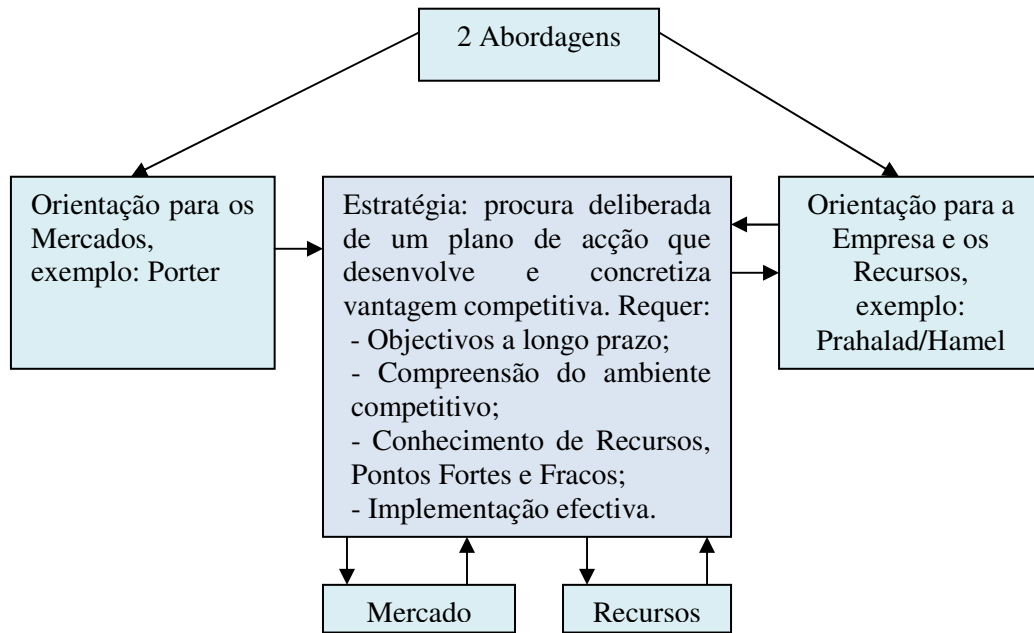 2 Abordagens
Orientação para os
Mercados,
exemplo: Porter
Estratégia: procura deliberada
de um plano de acção que
desenvolve e concretiza
vantagem competitiva. Requer:
- Objectivos a longo prazo;
- Compreensão do ambiente
competitivo;
- Conhecimento de Recursos,
Pontos Fortes e Fracos;
- Implementação efectiva.
Orientação para a
Empresa e os
Recursos,
exemplo:
Prahalad/Hamel
Mercado
Recursos